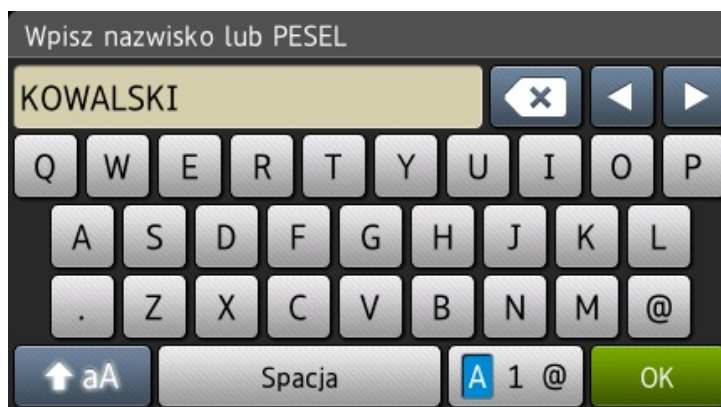 Wpisz nazwisko lub PESEL
KOWALSKI
Q W E R T Y U I O P
A S D F G H J K L
. Z X C V B N M @
aA Spacja A 1 @ OK